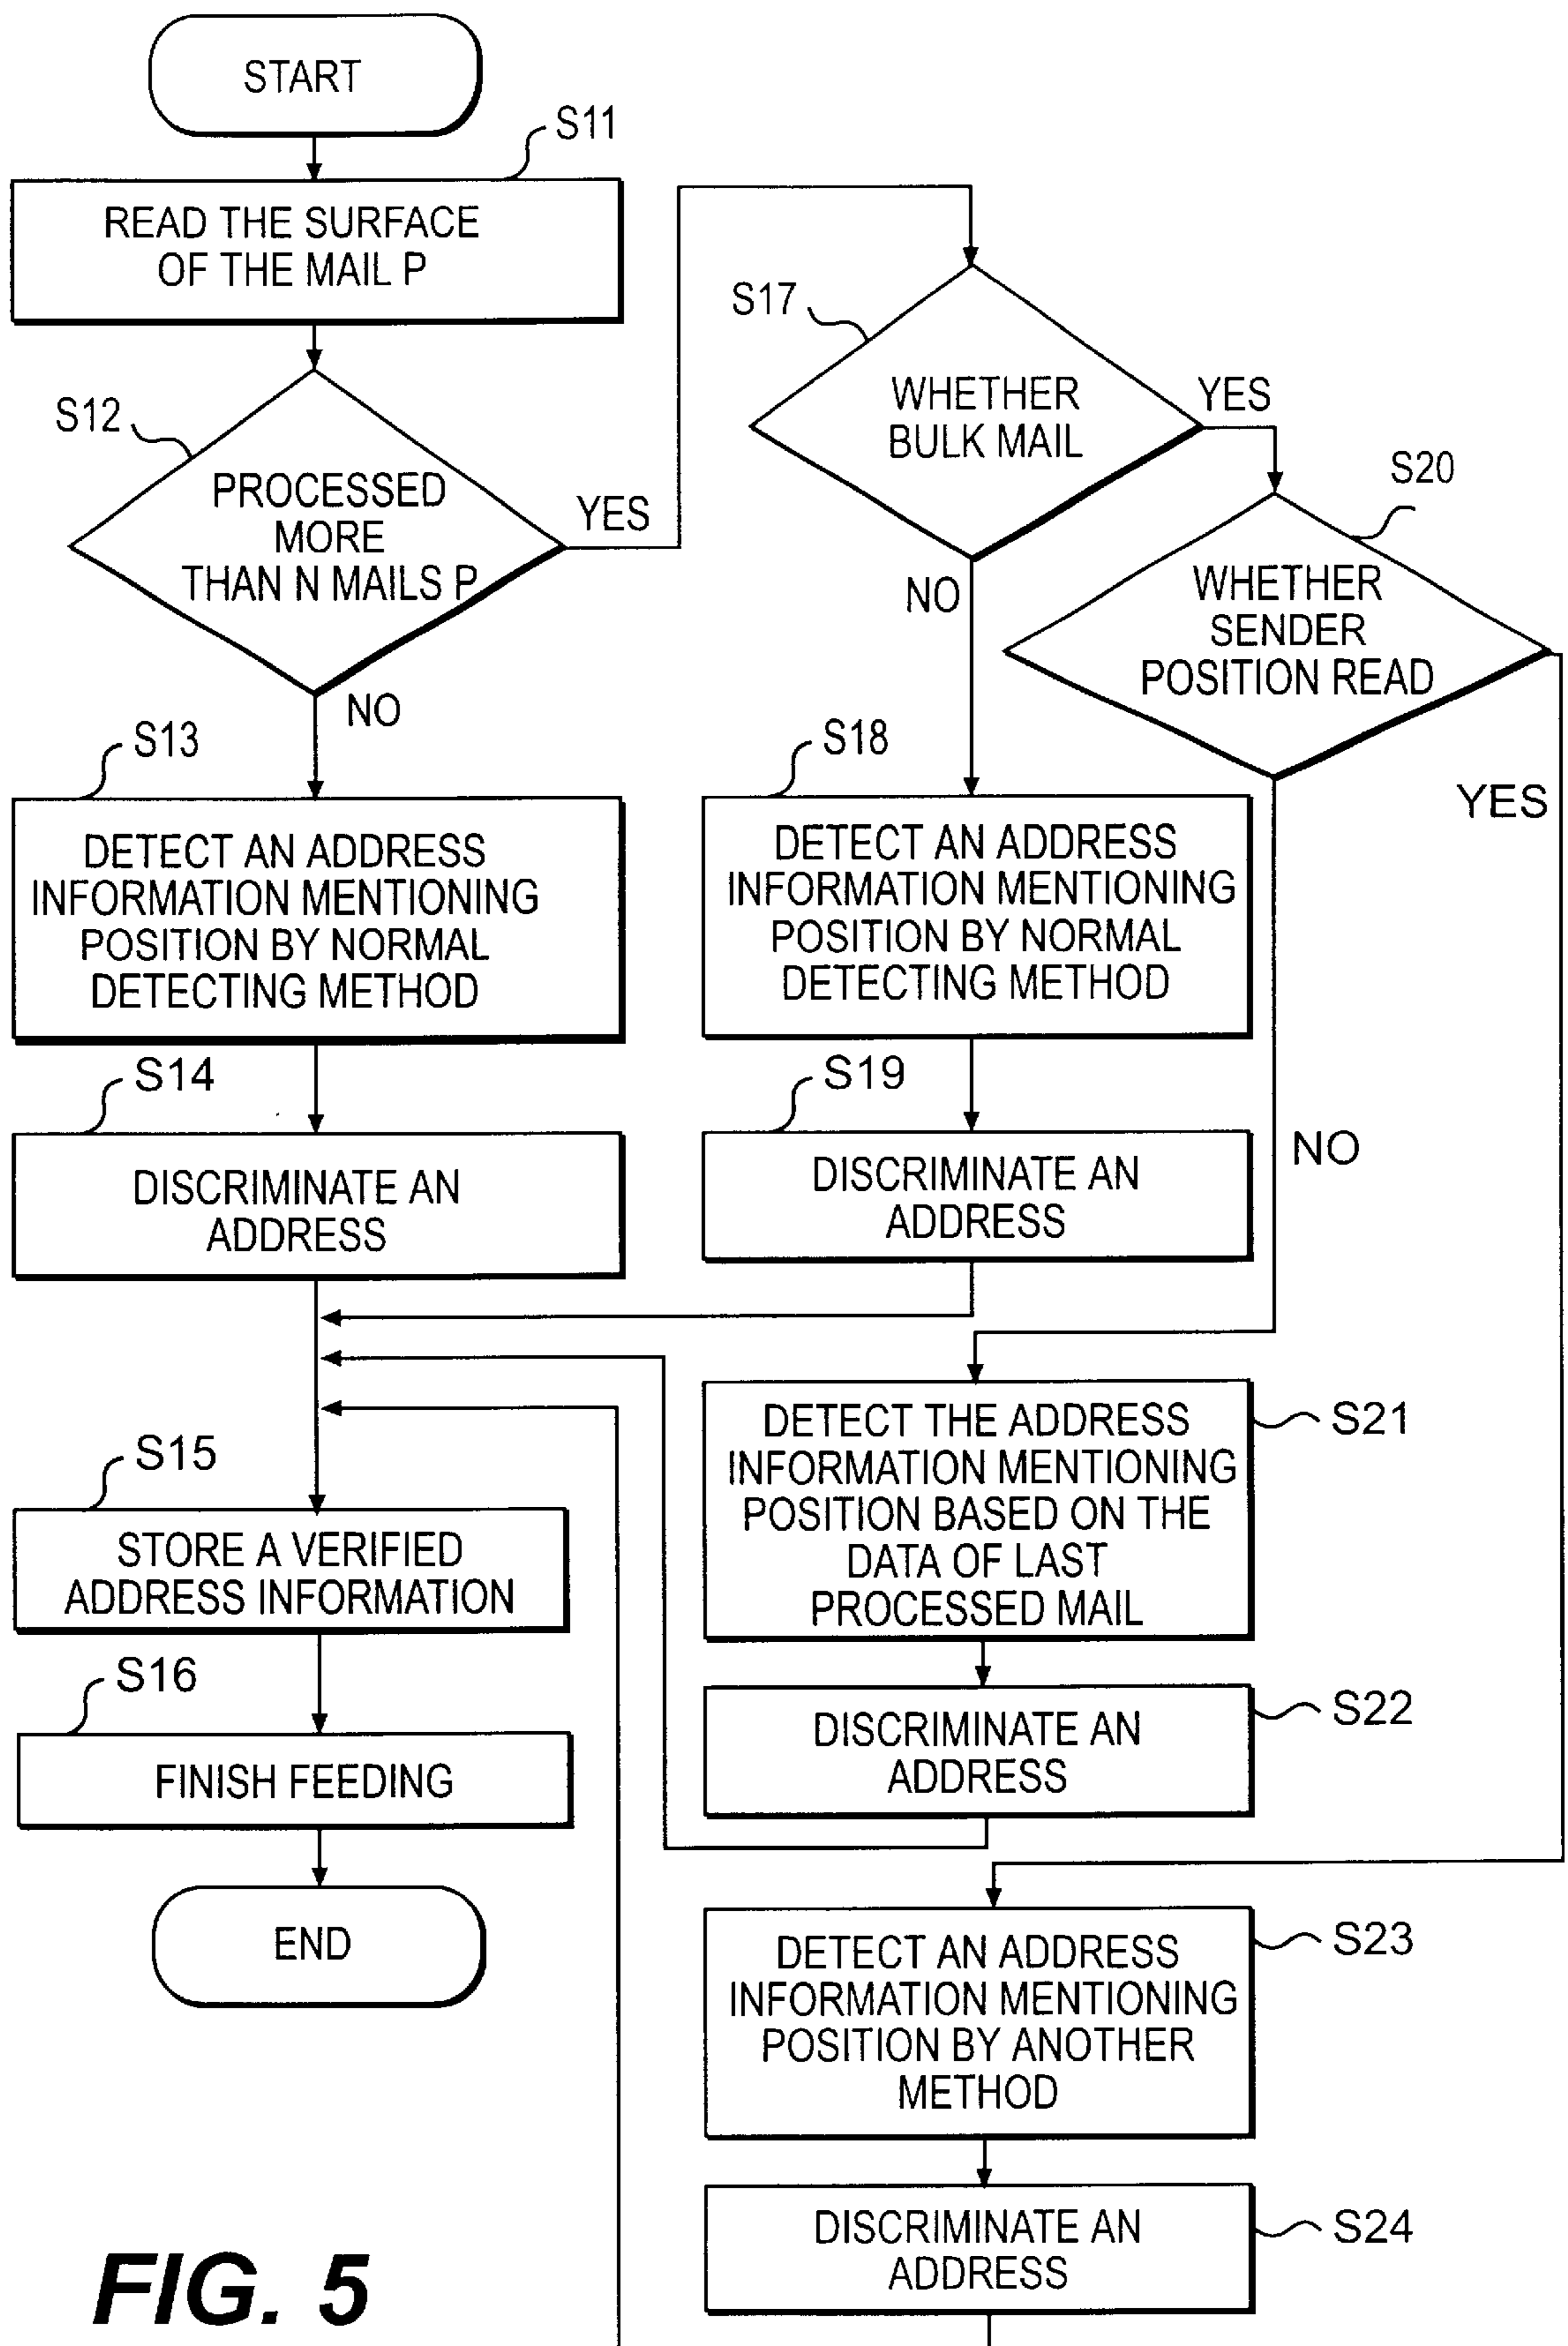 START
S11
READ THE SURFACE
OF THE MAIL P
S12
PROCESSED
MORE
THAN N MAILS P
YES
NO
S13
DETECT AN ADDRESS
INFORMATION MENTIONING
POSITION BY NORMAL
DETECTING METHOD
S14
DISCRIMINATE AN
ADDRESS
S15
STORE A VERIFIED
ADDRESS INFORMATION
S16
FINISH FEEDING
END
S17
WHETHER
BULK MAIL
YES
NO
S18
DETECT AN ADDRESS
INFORMATION MENTIONING
POSITION BY NORMAL
DETECTING METHOD
S19
DISCRIMINATE AN
ADDRESS
S20
WHETHER
SENDER
POSITION READ
YES
NO
S21
DETECT THE ADDRESS
INFORMATION MENTIONING
POSITION BASED ON THE
DATA OF LAST
PROCESSED MAIL
S22
DISCRIMINATE AN
ADDRESS
S23
DETECT AN ADDRESS
INFORMATION MENTIONING
POSITION BY ANOTHER
METHOD
S24
DISCRIMINATE AN
ADDRESS
FIG. 5